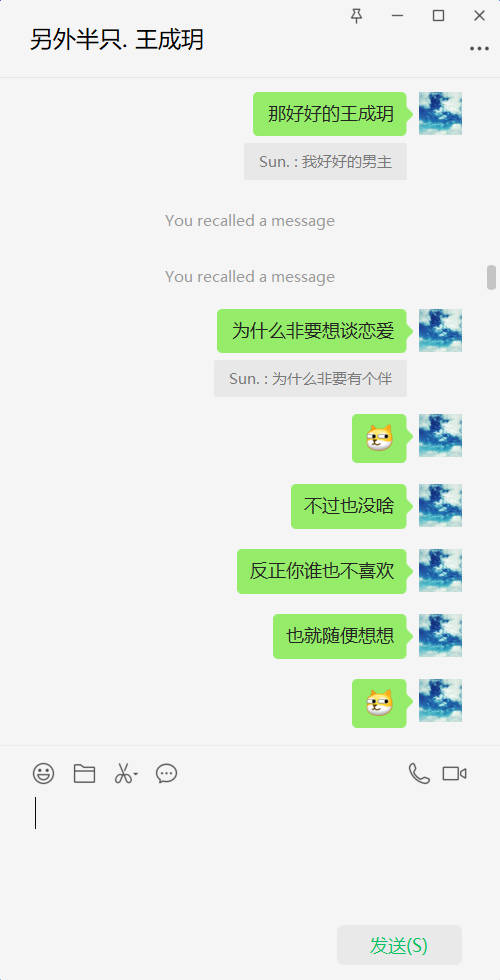 另外半只. 王成玥
那好好的王成玥
Sun. : 我好好的男主
You recalled a message
You recalled a message
为什么非要想谈恋爱
Sun. : 为什么非要有个伴
不过也没啥
反正你谁也不喜欢
也就随便想想
发送(S)